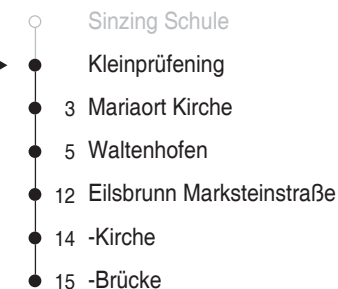 Sinzing Schule
Kleinprüfening
3 Mariaort Kirche
5 Waltenhofen
12 Eilsbrunn Marksteinstraße
14 -Kirche
15 -Brücke